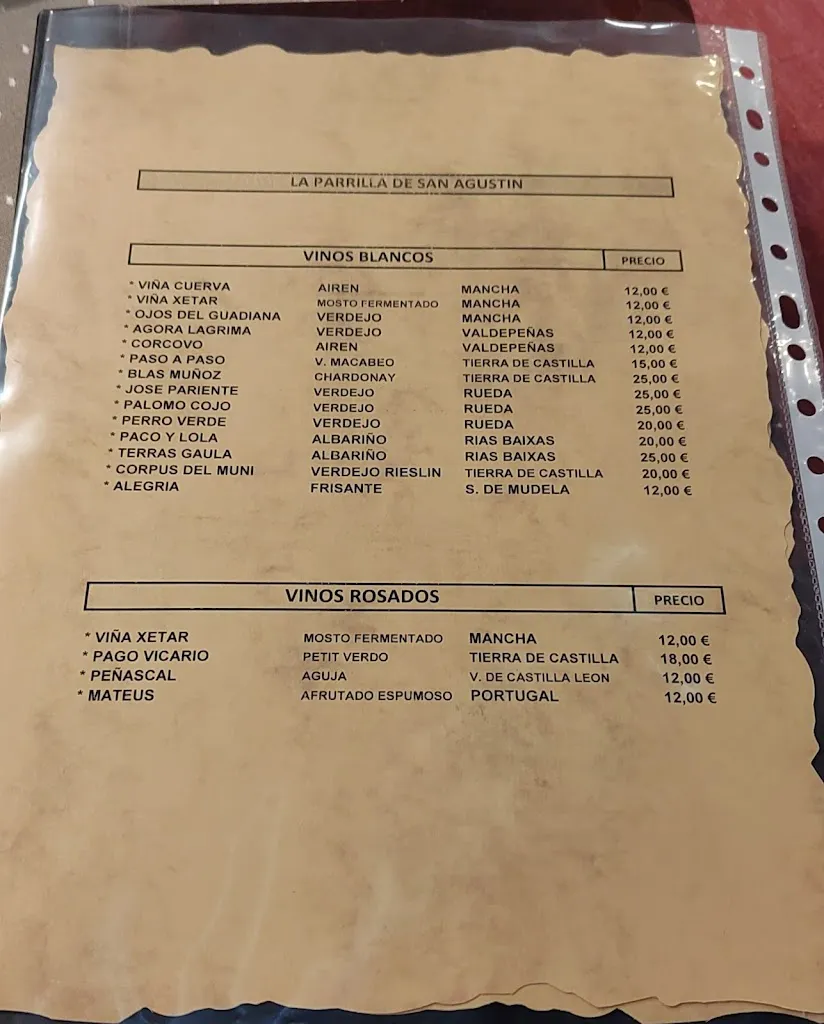 LA PARRILLA DE SAN AGUSTIN
VINOS BLANCOS PRECIO
* VIÑA CUERVA AIREN MANCHA 12,00 €
* VIÑA XETAR MOSTO FERMENTADO MANCHA 12,00 €
* OJOS DEL GUADIANA VERDEJO MANCHA 12,00 €
* AGORA LAGRIMA VERDEJO VALDEPEÑAS 12,00 €
* CORCOVO AIREN VALDEPEÑAS 12,00 €
* PASO A PASO V. MACABEO TIERRA DE CASTILLA 15,00 €
* BLAS MUÑOZ CHARDONAY TIERRA DE CASTILLA 25,00 €
* JOSE PARIENTE VERDEJO RUEDA 25,00 €
* PALOMO COJO VERDEJO RUEDA 25,00 €
* PERRO VERDE VERDEJO RUEDA 20,00 €
* PACO Y LOLA ALBARIÑO RIAS BAIXAS 20,00 €
* TERRAS GAULA ALBARIÑO RIAS BAIXAS 25,00 €
* CORPUS DEL MUNI VERDEJO RIESLIN TIERRA DE CASTILLA 20,00 €
* ALEGRIA FRISANTE S. DE MUDELA 12,00 €
VINOS ROSADOS PRECIO
* VIÑA XETAR MOSTO FERMENTADO MANCHA 12,00 €
* PAGO VICARIO PETIT VERDO TIERRA DE CASTILLA 18,00 €
* PEÑASCAL AGUJA V. DE CASTILLA LEON 12,00 €
* MATEUS AFRUTADO ESPUMOSO PORTUGAL 12,00 €